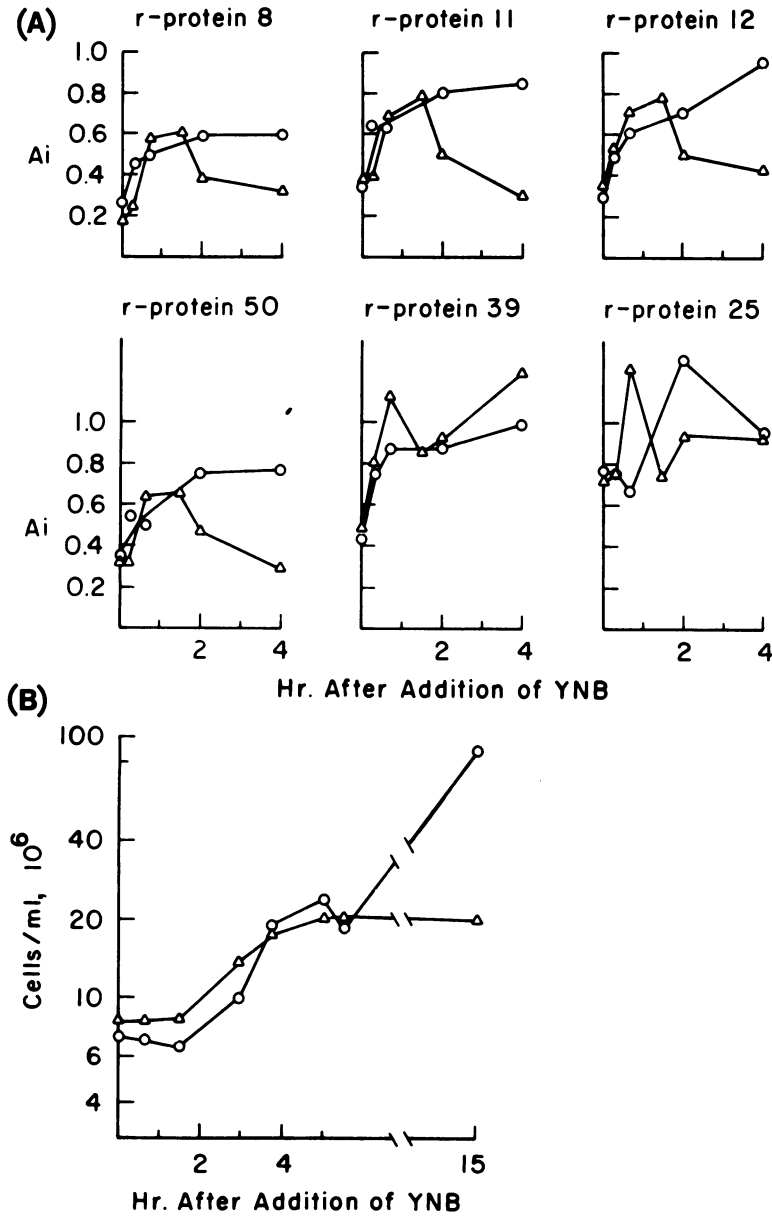 (A)
r-protein 8
r-protein 11
r-protein 12
1.0
0.8
0.6
Ai
0.4
0.2
r-protein 50
r-protein 39
r-protein 25
1.0
0.8
0.6
Ai
0.4
0.2
2 4
2 4
2 4
Hr. After Addition of YNB
(B)
100
40
Cells/ml, 10⁶
20
10
6
4
2 4 15
Hr. After Addition of YNB